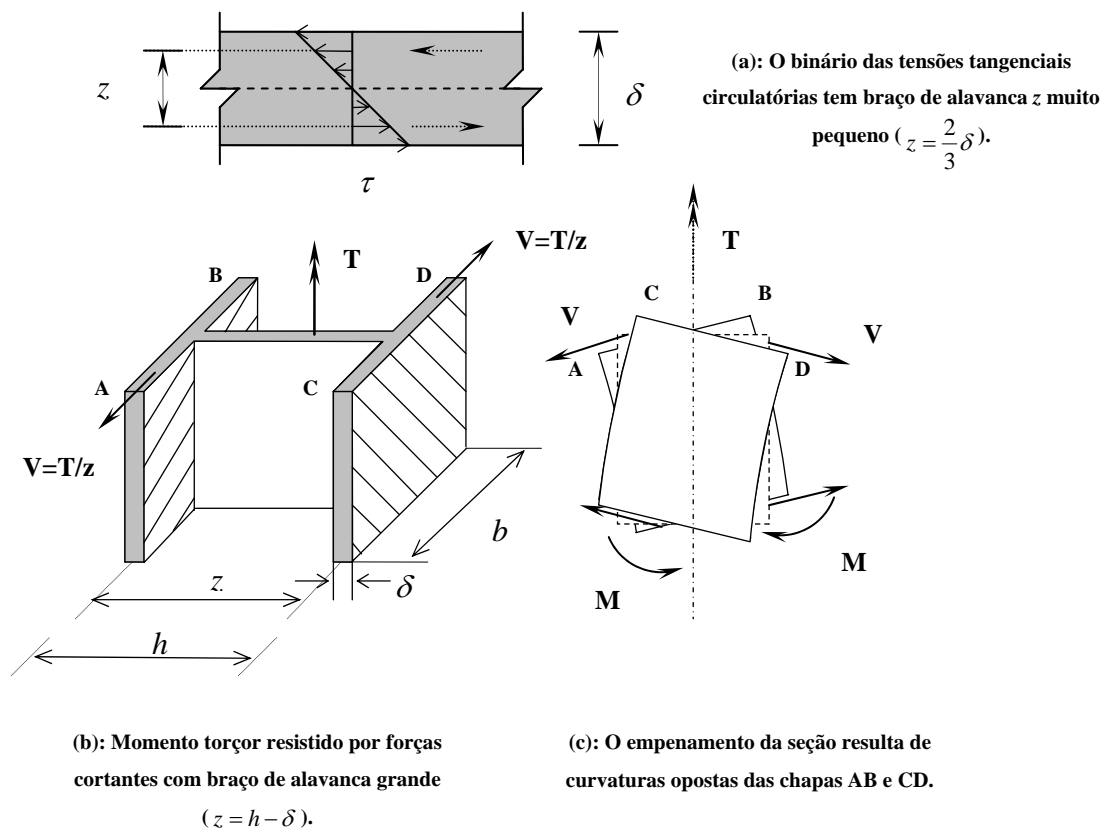 z
δ
τ
(a): O binário das tensões tangenciais
circulatórias tem braço de alavanca z muito
pequeno ( z = 2/3 δ ).
B
T
D
V=T/z
A
C
V=T/z
z.
δ
b
h
T
C
B
V
V
A
D
M
M
(b): Momento torçor resistido por forças
cortantes com braço de alavanca grande
( z = h − δ ).
(c): O empenamento da seção resulta de
curvaturas opostas das chapas AB e CD.